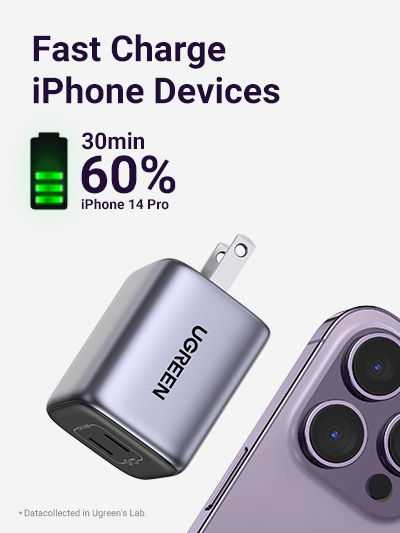 Fast Charge
iPhone Devices
30min
60%
iPhone 14 Pro
UGREEN
*Datacollected in Ugreen's Lab.